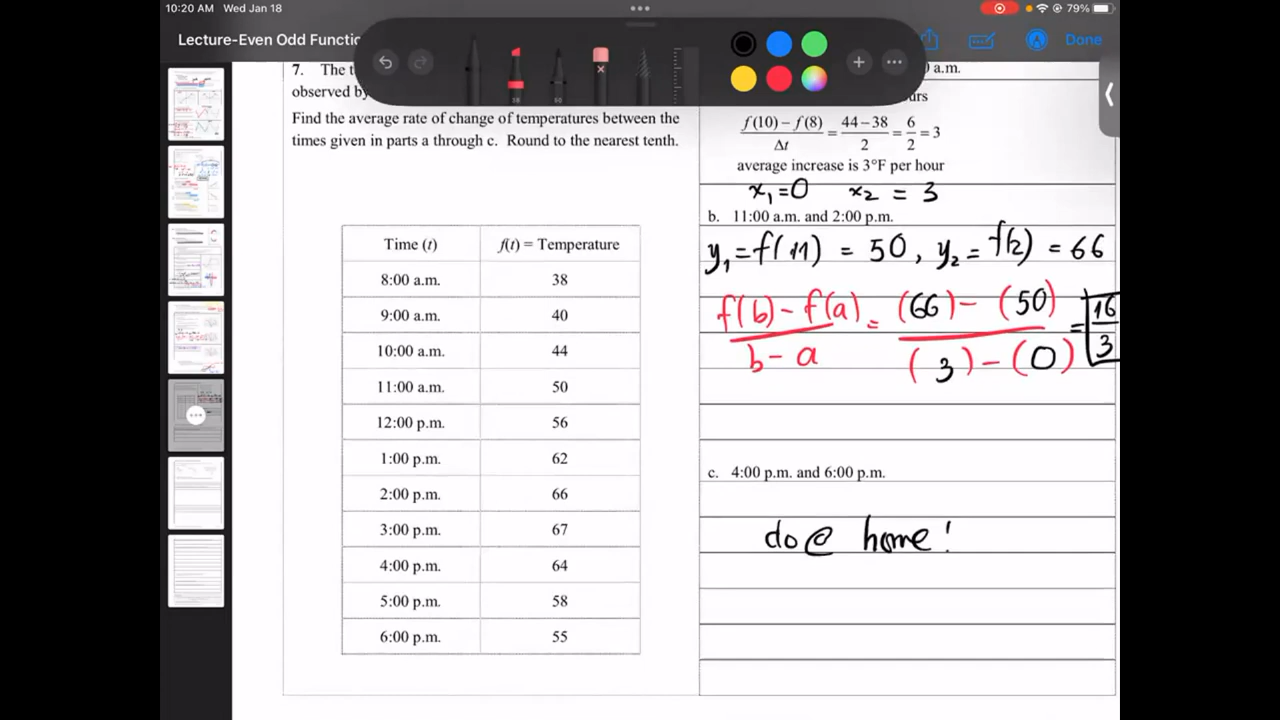 10:20 AM Wed Jan 18
79%
Lecture-Even Odd Functio
Done
7. The t
observed by
Find the average rate of change of temperatures between the
times given in parts a through c. Round to the nearest tenth.
Time (t) f(t) = Temperature
8:00 a.m. 38
9:00 a.m. 40
10:00 a.m. 44
11:00 a.m. 50
12:00 p.m. 56
1:00 p.m. 62
2:00 p.m. 66
3:00 p.m. 67
4:00 p.m. 64
5:00 p.m. 58
6:00 p.m. 55
a.m.
urs
f(10) – f(8) / Δt = 44 – 38 / 2 = 6 / 2 = 3
average increase is 3°F per hour
x₁=0 x₂ = 3
b. 11:00 a.m. and 2:00 p.m.
y₁=f(11) = 50, y₂= f(2) = 66
f(b) – f(a) / b – a = (66) – (50) / (3) – (0) = 16 / 3
c. 4:00 p.m. and 6:00 p.m.
do @ home!